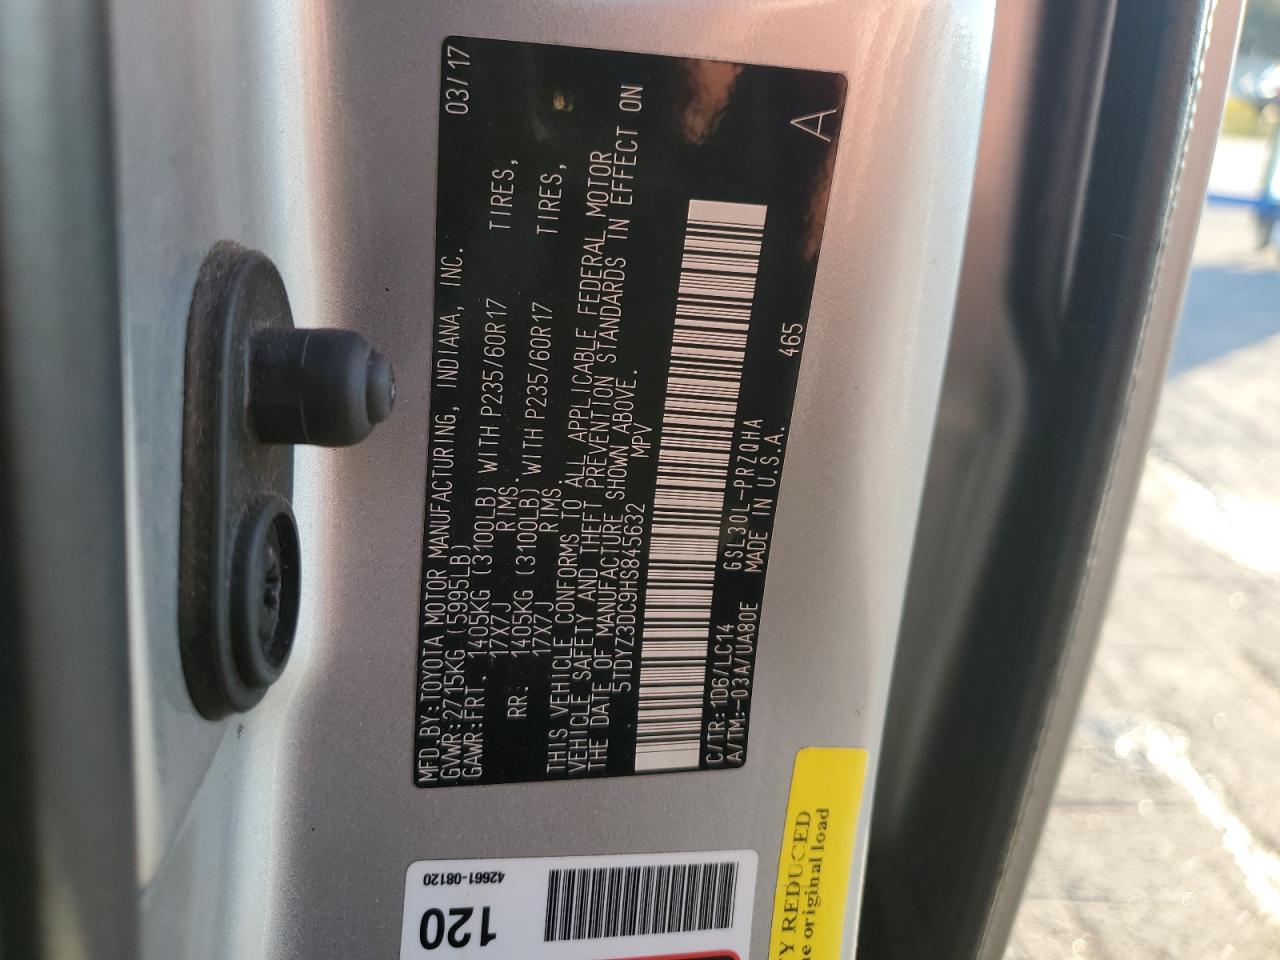 MFD.BY:TOYOTA MOTOR MANUFACTURING, INDIANA, INC. 03/17
GVWR:2715KG (5995LB)
GAWR:FRT. 1405KG (3100LB) WITH P235/60R17 TIRES,
17X7J RIMS.
RR: 1405KG (3100LB) WITH P235/60R17 TIRES,
17X7J RIMS
THIS VEHICLE CONFORMS TO ALL APPLICABLE FEDERAL MOTOR
VEHICLE SAFETY AND THEFT PREVENTION STANDARDS IN EFFECT ON
THE DATE OF MANUFACTURE SHOWN ABOVE.
5TDYZ3DC9HS845632 MPV
C/TR:1D6/LC14 GSL30L-PRZQHA 465 A
A/TM:-03A/UA80E MADE IN U.S.A.
42661-08120
120
REDUCED
original load